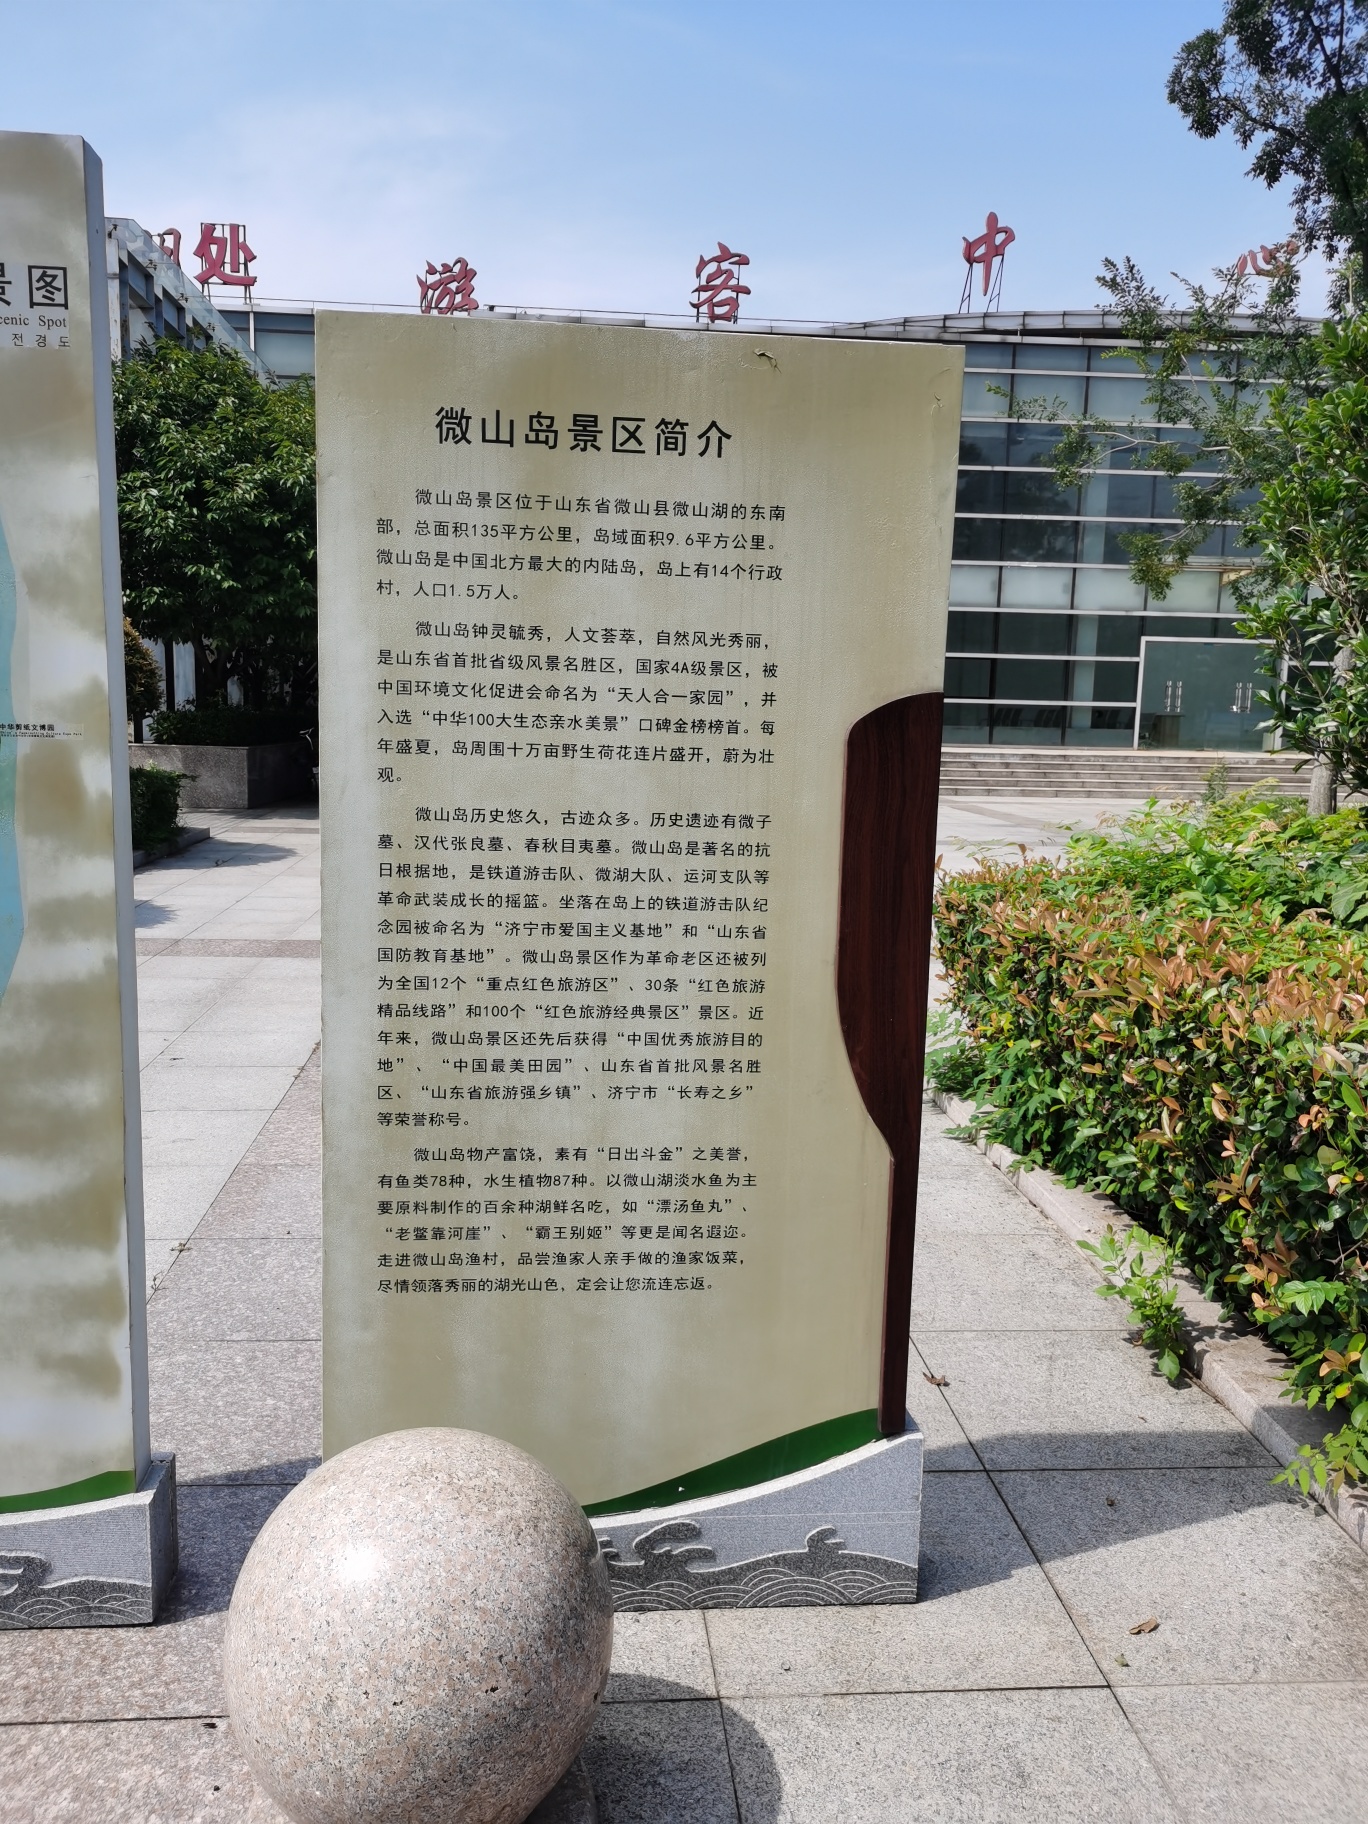 处
游客中心
景图
cenic Spot
전경도
中华剪纸文博园
微山岛景区简介
微山岛景区位于山东省微山县微山湖的东南
部，总面积135平方公里，岛域面积9.6平方公里。
微山岛是中国北方最大的内陆岛，岛上有14个行政
村，人口1.5万人。
微山岛钟灵毓秀，人文荟萃，自然风光秀丽，
是山东省首批省级风景名胜区，国家4A级景区，被
中国环境文化促进会命名为“天人合一家园”，并
入选“中华100大生态亲水美景”口碑金榜榜首。每
年盛夏，岛周围十万亩野生荷花连片盛开，蔚为壮
观。
微山岛历史悠久，古迹众多。历史遗迹有微子
墓、汉代张良墓、春秋目夷墓。微山岛是著名的抗
日根据地，是铁道游击队、微湖大队、运河支队等
革命武装成长的摇篮。坐落在岛上的铁道游击队纪
念园被命名为“济宁市爱国主义基地”和“山东省
国防教育基地”。微山岛景区作为革命老区还被列
为全国12个“重点红色旅游区”、30条“红色旅游
精品线路”和100个“红色旅游经典景区”景区。近
年来，微山岛景区还先后获得“中国优秀旅游目的
地”、“中国最美田园”、山东省首批风景名胜
区、“山东省旅游强乡镇”、济宁市“长寿之乡”
等荣誉称号。
微山岛物产富饶，素有“日出斗金”之美誉，
有鱼类78种，水生植物87种。以微山湖淡水鱼为主
要原料制作的百余种湖鲜名吃，如“漂汤鱼丸”、
“老鳖靠河崖”、“霸王别姬”等更是闻名遐迩。
走进微山岛渔村，品尝渔家人亲手做的渔家饭菜，
尽情领落秀丽的湖光山色，定会让您流连忘返。